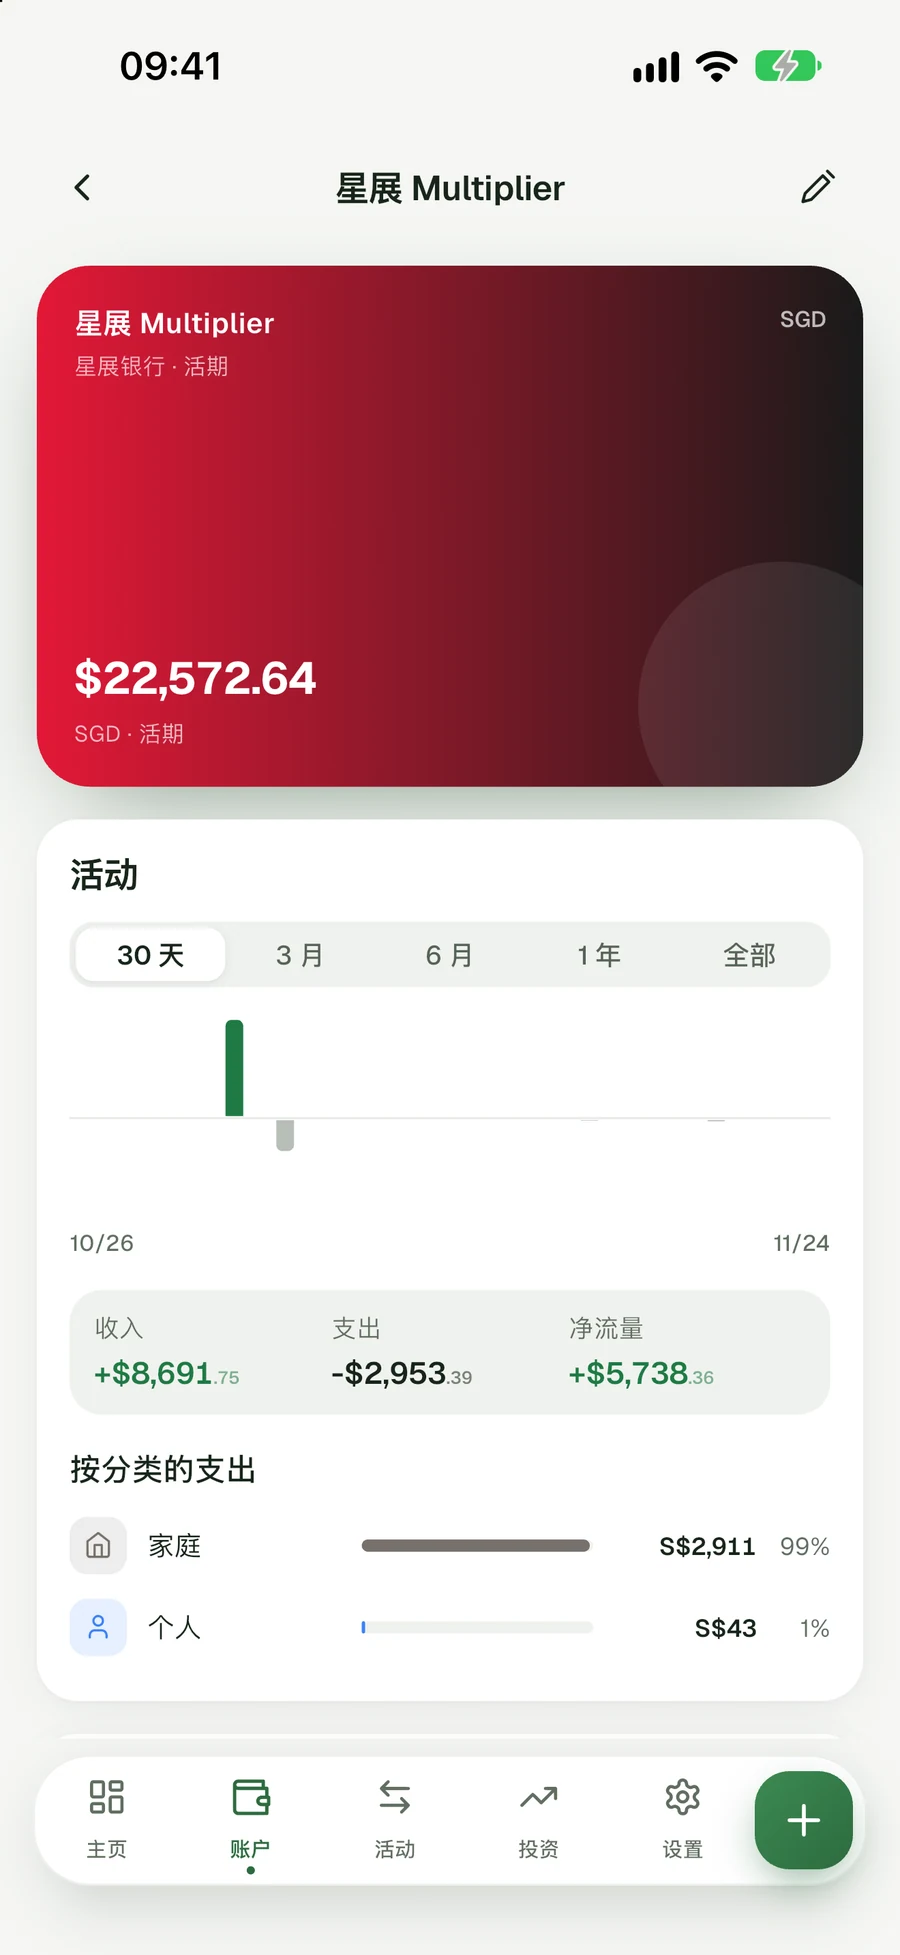 09:41
星展 Multiplier
星展 Multiplier
SGD
星展银行 · 活期
$22,572.64
SGD · 活期
活动
30 天
3 月
6 月
1 年
全部
10/26
11/24
收入
支出
净流量
+$8,691.75
-$2,953.39
+$5,738.36
按分类的支出
家庭
S$2,911
99%
个人
S$43
1%
主页
账户
活动
投资
设置